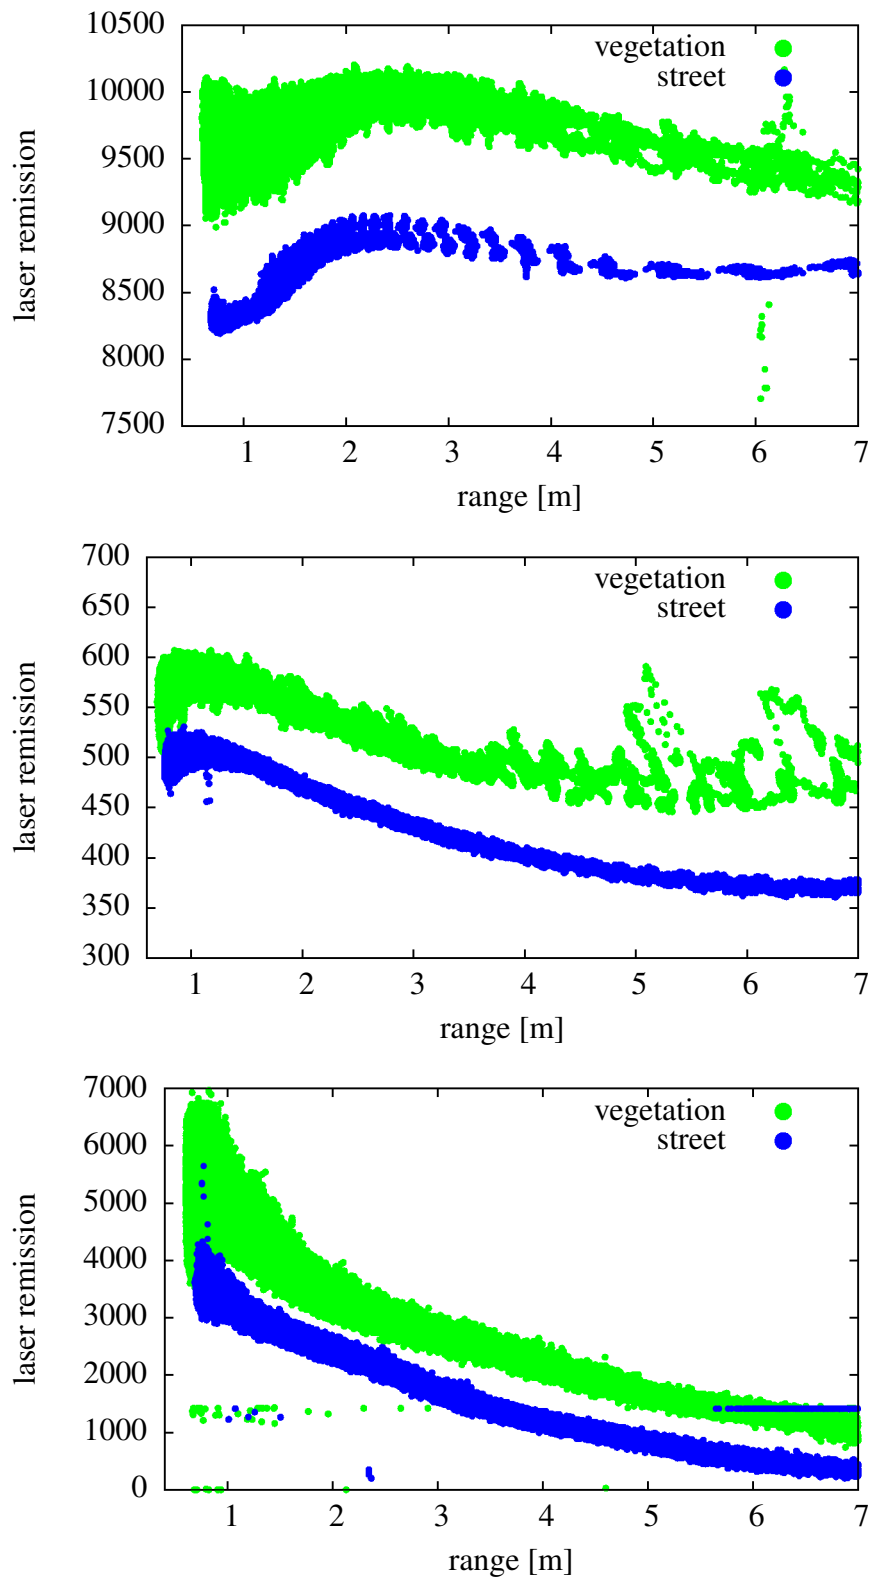 10500
10000
9500
9000
8500
8000
7500
laser remission
vegetation
street
1 2 3 4 5 6 7
range [m]
700
650
600
550
500
450
400
350
300
laser remission
vegetation
street
1 2 3 4 5 6 7
range [m]
7000
6000
5000
4000
3000
2000
1000
0
laser remission
vegetation
street
1 2 3 4 5 6 7
range [m]